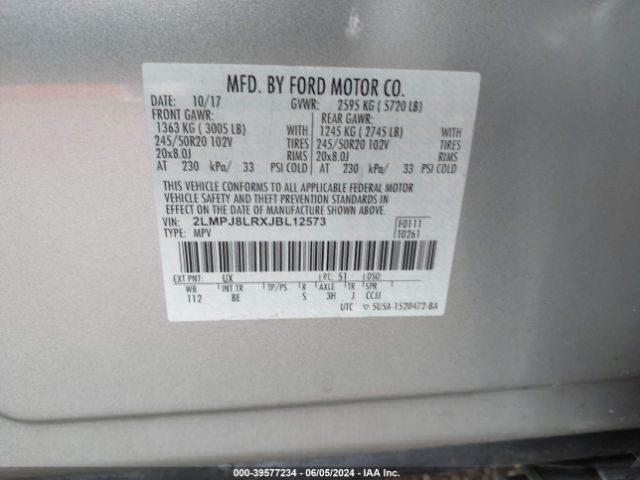 MFD. BY FORD MOTOR CO.
DATE: 10/17 GVWR: 2595 KG ( 5720 LB)
FRONT GAWR: REAR GAWR:
1363 KG ( 3005 LB) WITH 1245 KG ( 2745 LB) WITH
245/50R20 102V TIRES 245/50R20 102V TIRES
20x8.0J RIMS 20x8.0J RIMS
AT 230 kPa/ 33 PSI COLD AT 230 kPa/ 33 PSI COLD
THIS VEHICLE CONFORMS TO ALL APPLICABLE FEDERAL MOTOR
VEHICLE SAFETY AND THEFT PREVENTION STANDARDS IN
EFFECT ON THE DATE OF MANUFACTURE SHOWN ABOVE.
VIN: 2LMPJ8LRXJBL12573 F0111
TYPE: MPV T0261
EXT PNT: UX RC: 51 DSO:
WB INT TR TP/PS R AXLE TR SPR
112 BE S 3H J CCJJ
UTC ▽ 5U5A-1520472-BA
000-39577234 - 06/05/2024 - IAA Inc.